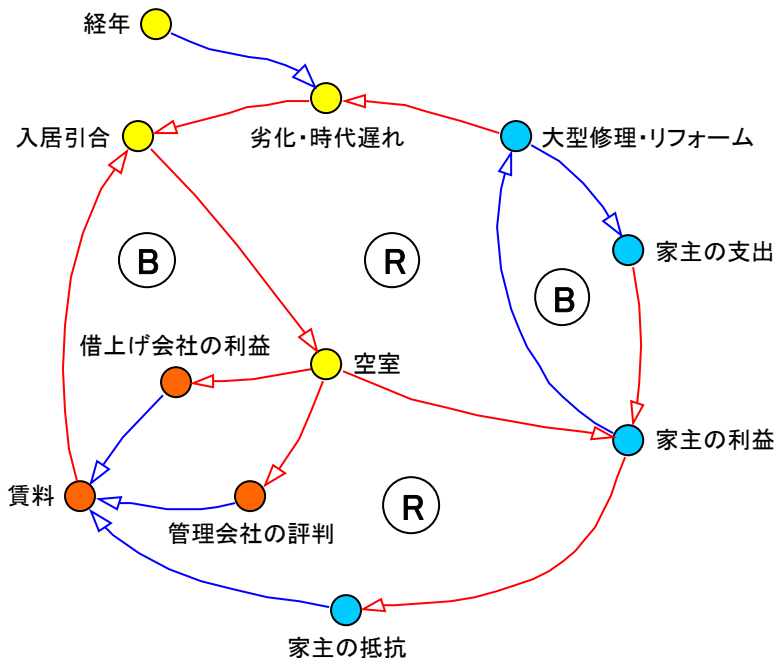 経年
入居引合
劣化・時代遅れ
大型修理・リフォーム
B
R
家主の支出
B
借上げ会社の利益
空室
家主の利益
賃料
R
管理会社の評判
家主の抵抗